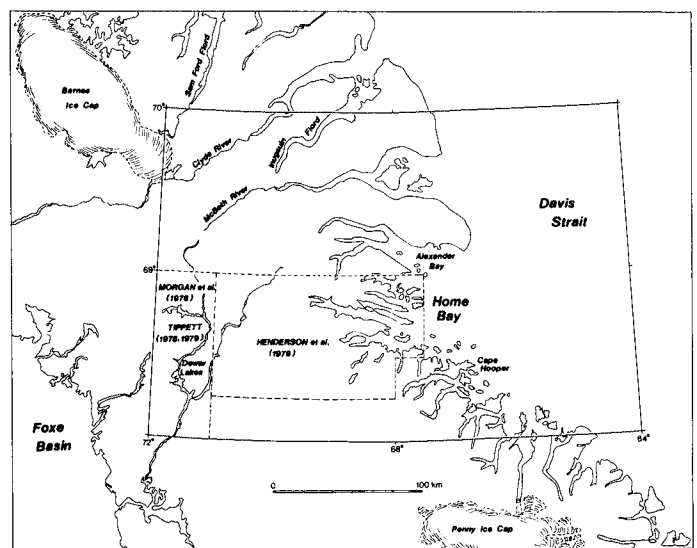 Barnes
Ice Cap
Sam Ford Fiord
70°
Clyde River
Inugsuin Fiord
McBeth River
Davis
Strait
Alexander
Bay
69°
MORGAN et al.
(1976)
Home
Bay
TIPPETT
(1978, 1979)
HENDERSON et al.
(1979)
Dewar
Lakes
Cape
Hooper
Foxe
Basin
72°
68°
64°
0
100 km
Penny Ice Cap